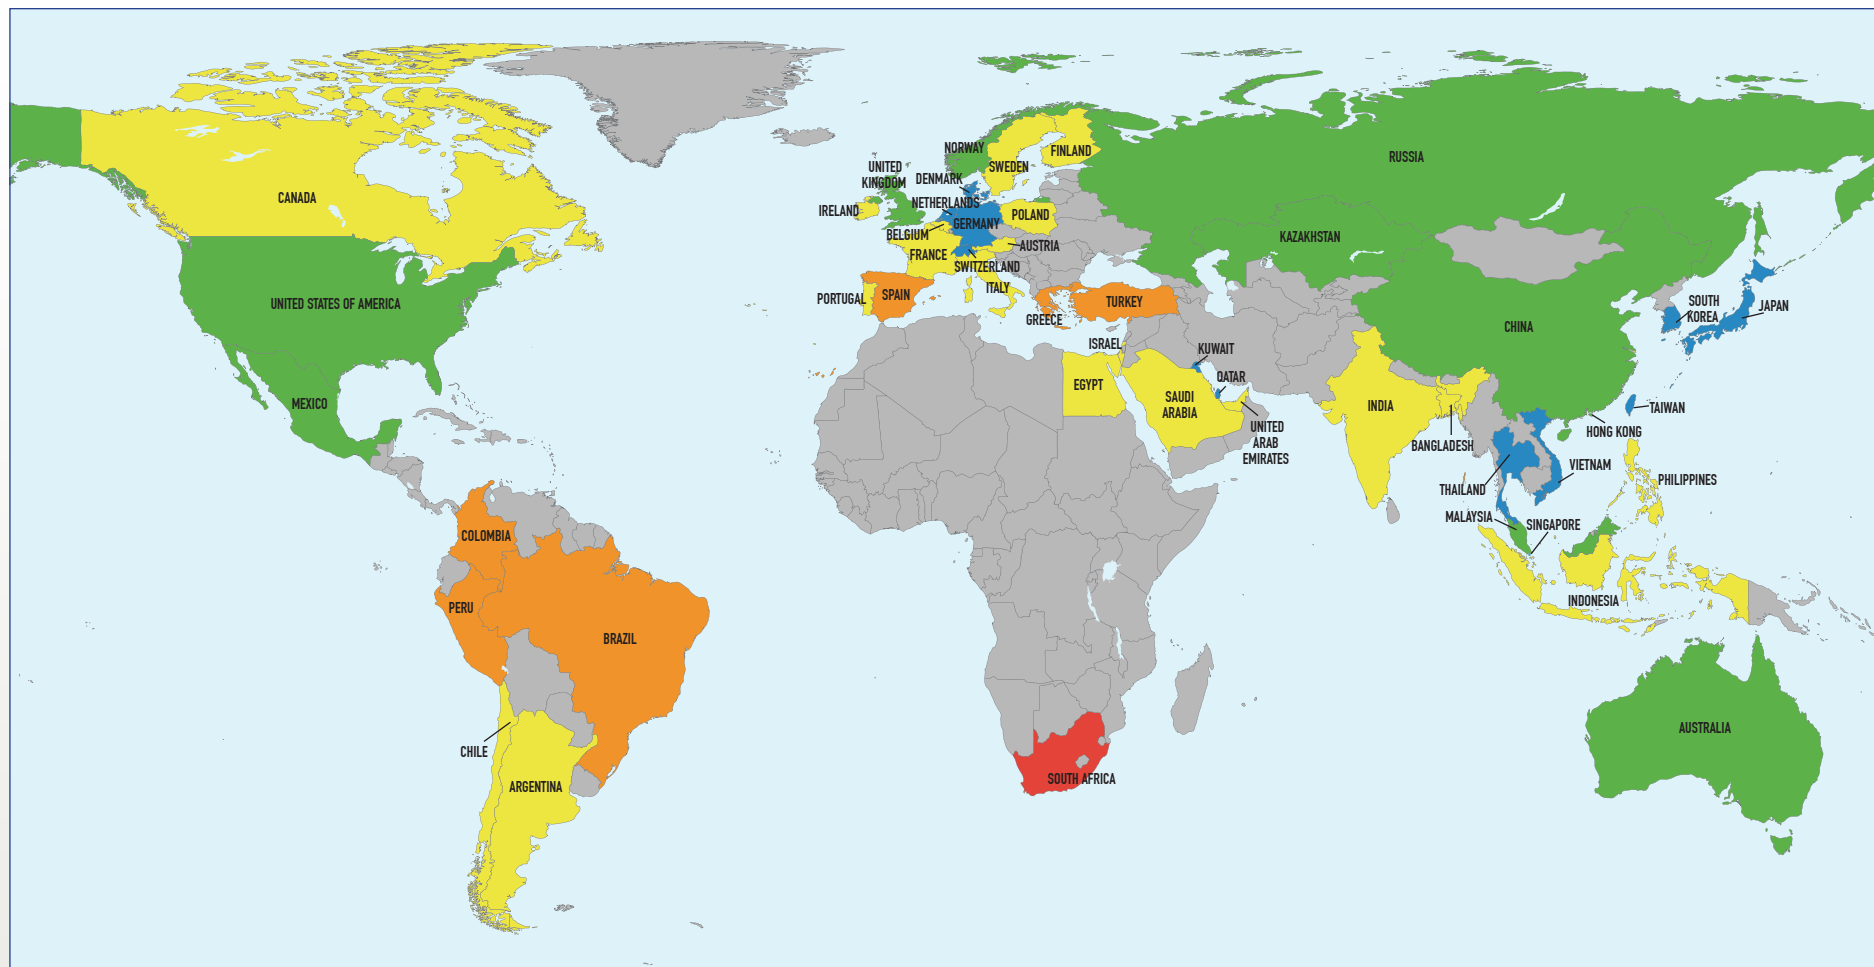 CANADA
UNITED STATES OF AMERICA
MEXICO
COLOMBIA
PERU
BRAZIL
CHILE
ARGENTINA
NORWAY
SWEDEN
FINLAND
UNITED
KINGDOM
DENMARK
IRELAND
NETHERLANDS
GERMANY
POLAND
BELGIUM
AUSTRIA
FRANCE
SWITZERLAND
ITALY
PORTUGAL
SPAIN
GREECE
TURKEY
RUSSIA
KAZAKHSTAN
CHINA
SOUTH
KOREA
JAPAN
ISRAEL
KUWAIT
EGYPT
QATAR
SAUDI
ARABIA
UNITED
ARAB
EMIRATES
INDIA
BANGLADESH
TAIWAN
HONG KONG
VIETNAM
THAILAND
PHILIPPINES
MALAYSIA
SINGAPORE
INDONESIA
AUSTRALIA
SOUTH AFRICA